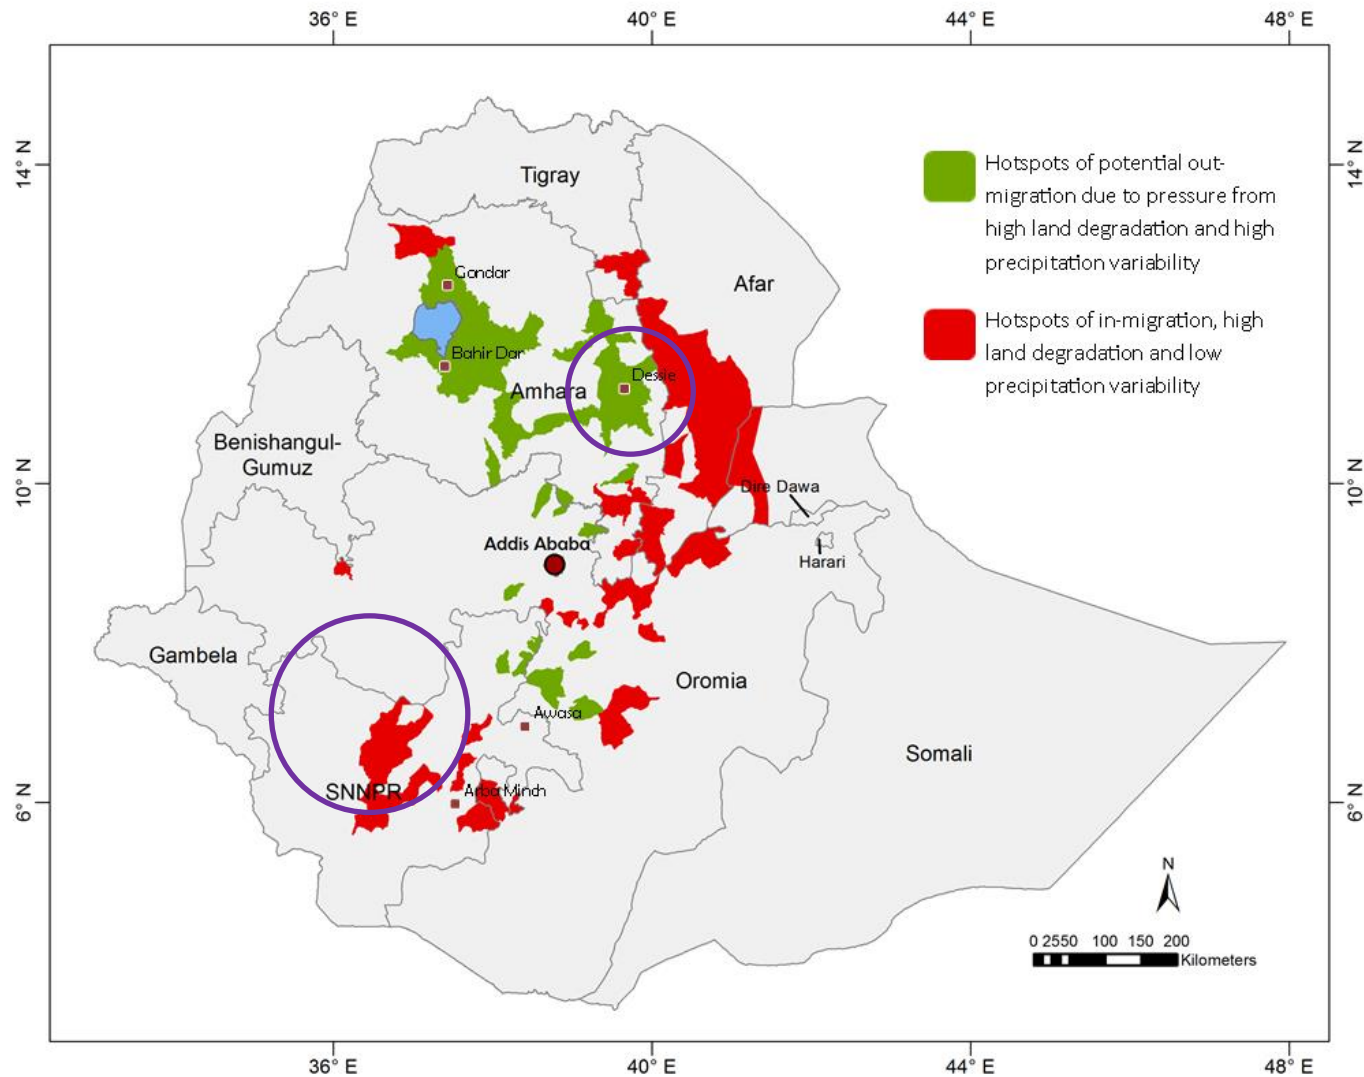 36° E 40° E 44° E 48° E
14° N
14° N
Hotspots of potential out-
migration due to pressure from
high land degradation and high
precipitation variability
Hotspots of in-migration, high
land degradation and low
precipitation variability
Tigray
Afar
Gondar
Bahir Dar
Dessie
Amhara
Benishangul-
Gumuz
10° N
10° N
Dire Dawa
Harari
Addis Ababa
Gambela
Oromia
Awasa
Somali
SNNPR
Arba Minch
6° N
6° N
N
0 25 50 100 150 200
Kilometers
36° E 40° E 44° E 48° E